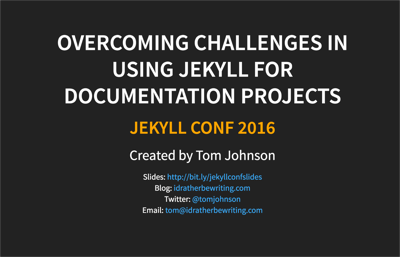 OVERCOMING CHALLENGES IN
USING JEKYLL FOR
DOCUMENTATION PROJECTS
JEKYLL CONF 2016
Created by Tom Johnson
Slides: http://bit.ly/jekyllconfslides
Blog: idratherbewriting.com
Twitter: @tomjohnson
Email: tom@idratherbewriting.com